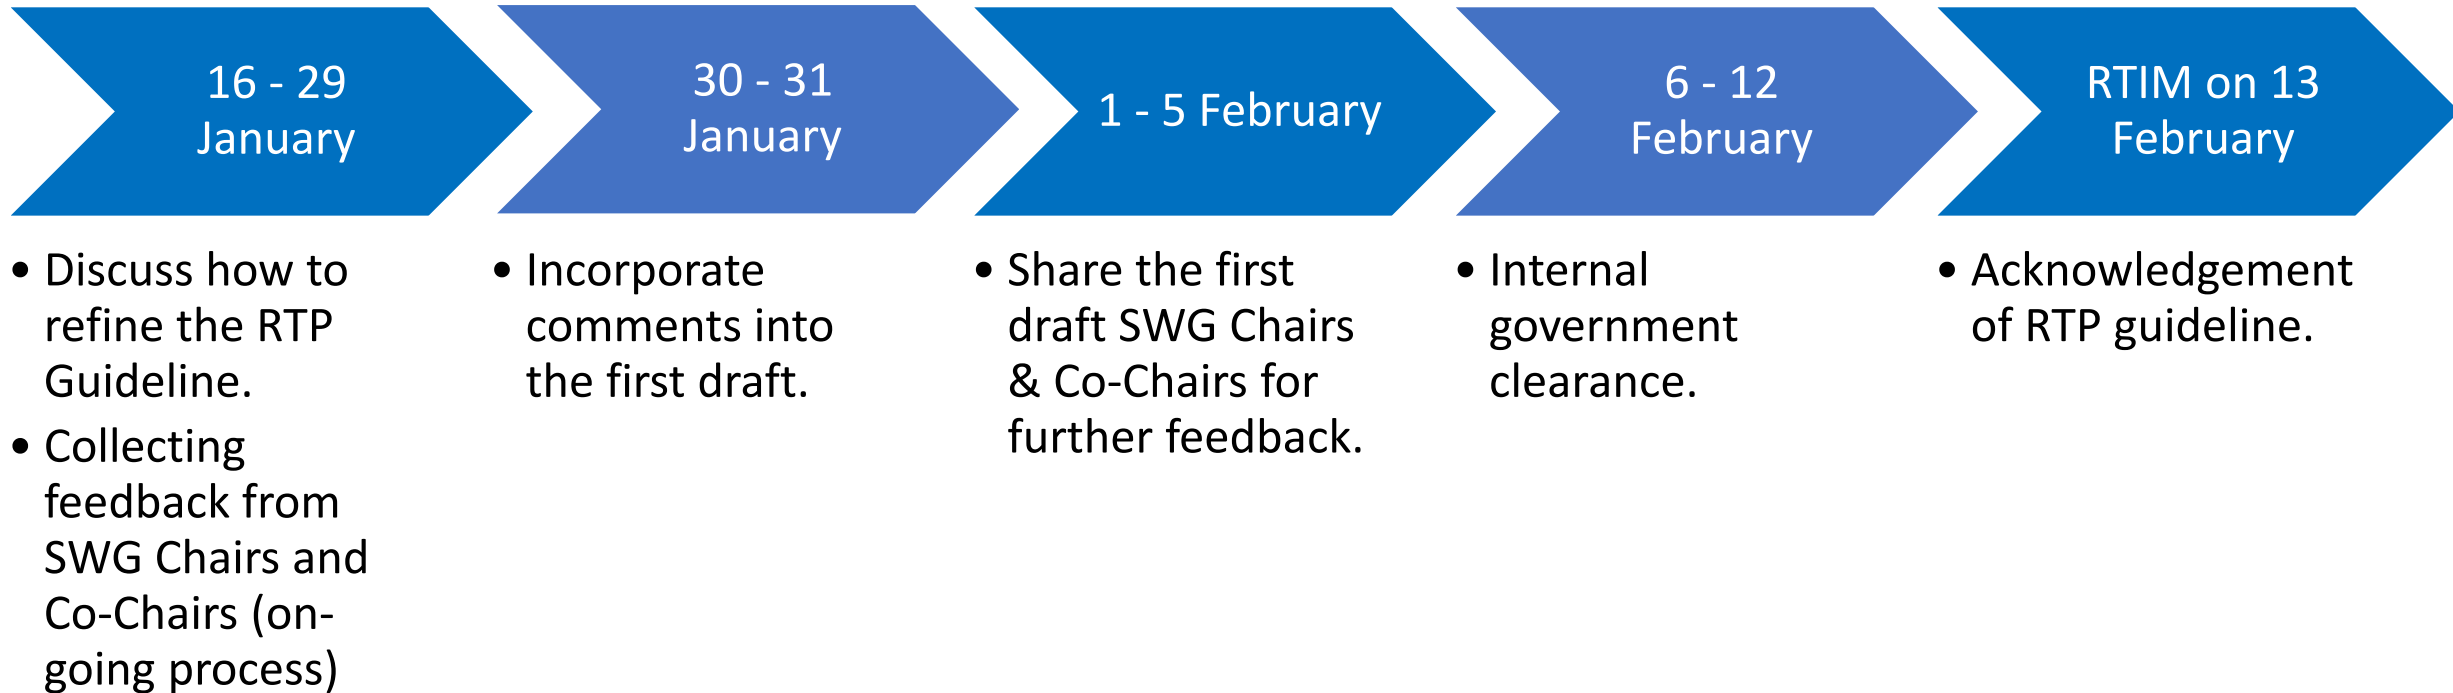 16 - 29
January
30 - 31
January
1 - 5 February
6 - 12
February
RTIM on 13
February
• Discuss how to
refine the RTP
Guideline.
• Collecting
feedback from
SWG Chairs and
Co-Chairs (on-
going process)
• Incorporate
comments into
the first draft.
• Share the first
draft SWG Chairs
& Co-Chairs for
further feedback.
• Internal
government
clearance.
• Acknowledgement
of RTP guideline.